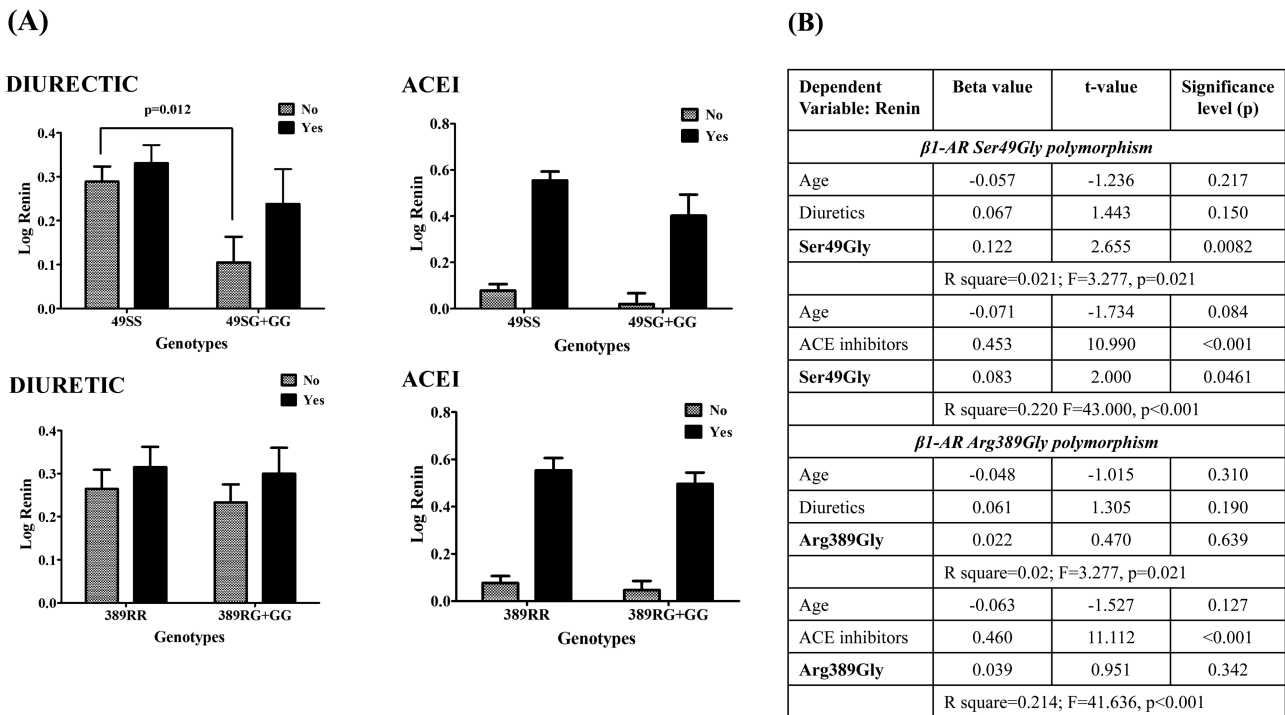 (A)
DIURECTIC
p=0.012
No
Yes
0.4
0.3
0.2
0.1
0.0
Log Renin
49SS
49SG+GG
Genotypes
ACEI
No
Yes
0.8
0.6
0.4
0.2
0.0
Log Renin
49SS
49SG+GG
Genotypes
DIURETIC
No
Yes
0.4
0.3
0.2
0.1
0.0
Log Renin
389RR
389RG+GG
Genotypes
ACEI
No
Yes
0.8
0.6
0.4
0.2
0.0
Log Renin
389RR
389RG+GG
Genotypes
(B)
Dependent Variable: Renin Beta value t-value Significance level (p)
β1-AR Ser49Gly polymorphism
Age -0.057 -1.236 0.217
Diuretics 0.067 1.443 0.150
Ser49Gly 0.122 2.655 0.0082
R square=0.021; F=3.277, p=0.021
Age -0.071 -1.734 0.084
ACE inhibitors 0.453 10.990 <0.001
Ser49Gly 0.083 2.000 0.0461
R square=0.220 F=43.000, p<0.001
β1-AR Arg389Gly polymorphism
Age -0.048 -1.015 0.310
Diuretics 0.061 1.305 0.190
Arg389Gly 0.022 0.470 0.639
R square=0.02; F=3.277, p=0.021
Age -0.063 -1.527 0.127
ACE inhibitors 0.460 11.112 <0.001
Arg389Gly 0.039 0.951 0.342
R square=0.214; F=41.636, p<0.001